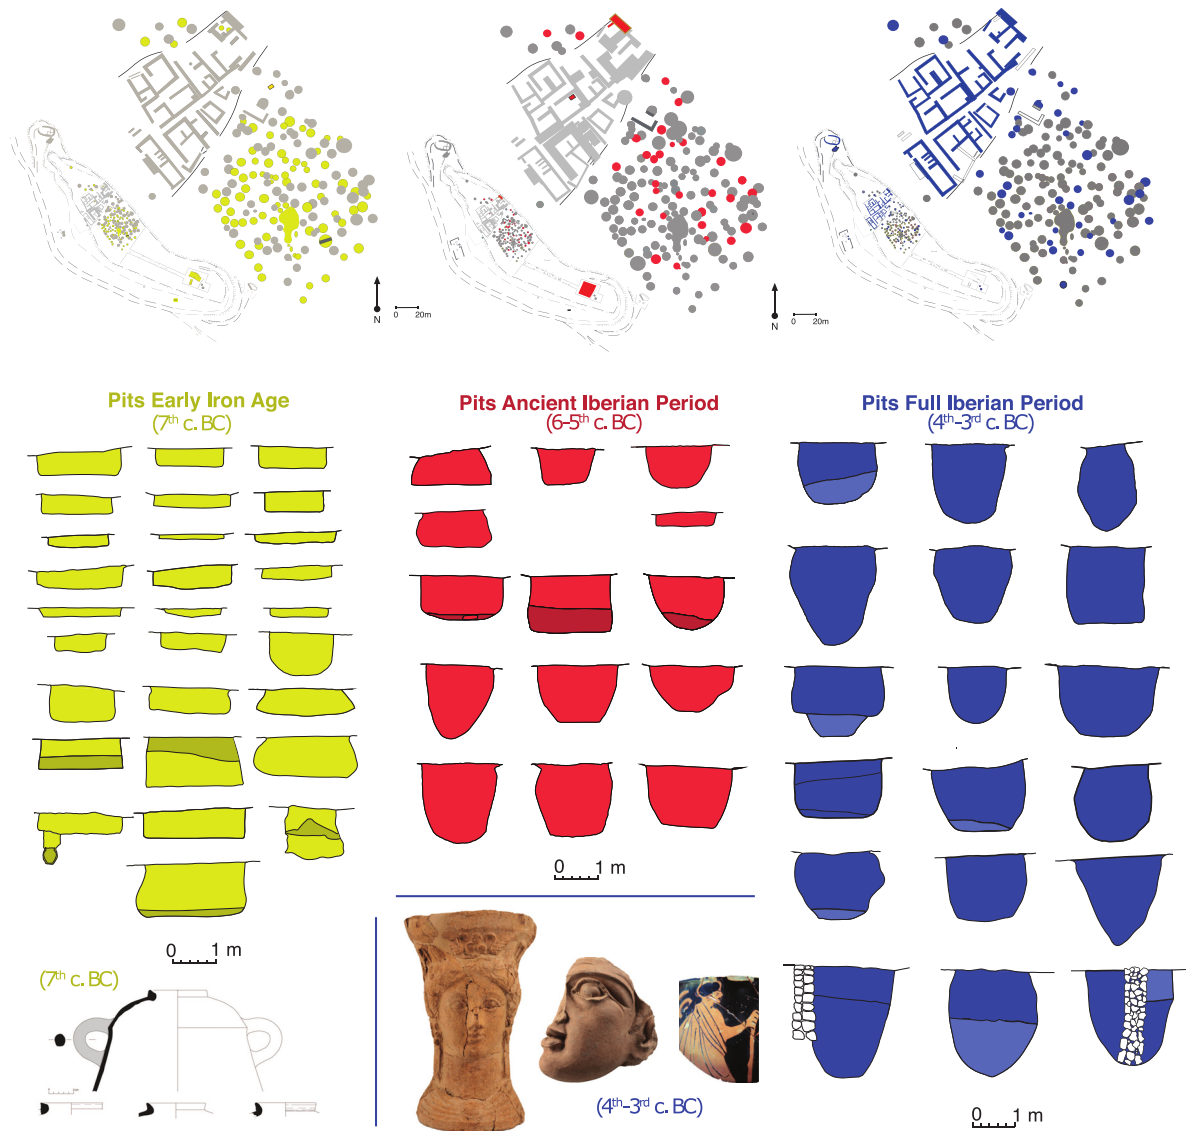 N
0 20m
N
0 20m
Pits Early Iron Age
(7th c. BC)
Pits Ancient Iberian Period
(6-5th c. BC)
Pits Full Iberian Period
(4th-3rd c. BC)
0 1 m
0 1 m
(7th c. BC)
(4th-3rd c. BC)
0 1 m